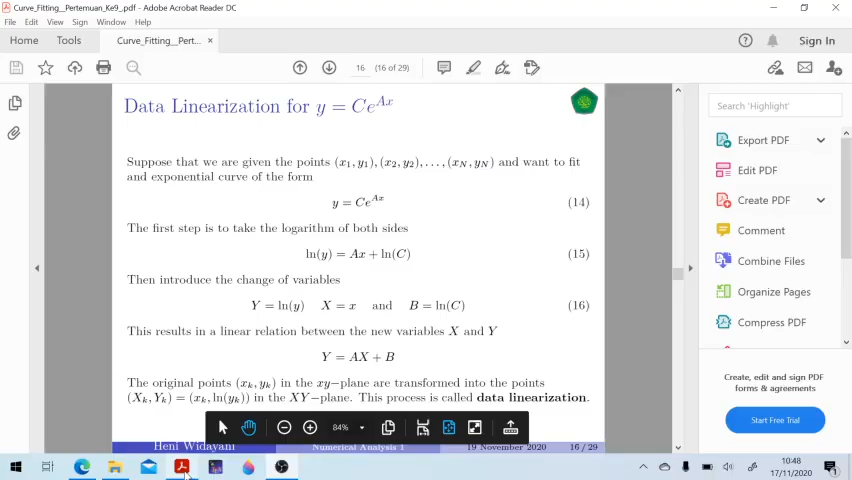 Curve_Fitting__Pertemuan_Ke9_.pdf - Adobe Acrobat Reader DC
File Edit View Sign Window Help
Home Tools Curve_Fitting__Pert... × Sign In
16 (16 of 29)
Search 'Highlight'
Data Linearization for y = Ce^{Ax}
Suppose that we are given the points (x₁, y₁), (x₂, y₂), . . . , (x_N, y_N) and want to fit
and exponential curve of the form
y = Ce^{Ax} (14)
The first step is to take the logarithm of both sides
ln(y) = Ax + ln(C) (15)
Then introduce the change of variables
Y = ln(y) X = x and B = ln(C) (16)
This results in a linear relation between the new variables X and Y
Y = AX + B
The original points (x_k, y_k) in the xy−plane are transformed into the points
(X_k, Y_k) = (x_k, ln(y_k)) in the XY−plane. This process is called data linearization.
84%
Heni Widayani Numerical Analysis 1 19 November 2020 16 / 29
Export PDF
Edit PDF
Create PDF
Comment
Combine Files
Organize Pages
Compress PDF
Create, edit and sign PDF
forms & agreements
Start Free Trial
10:48
17/11/2020
1